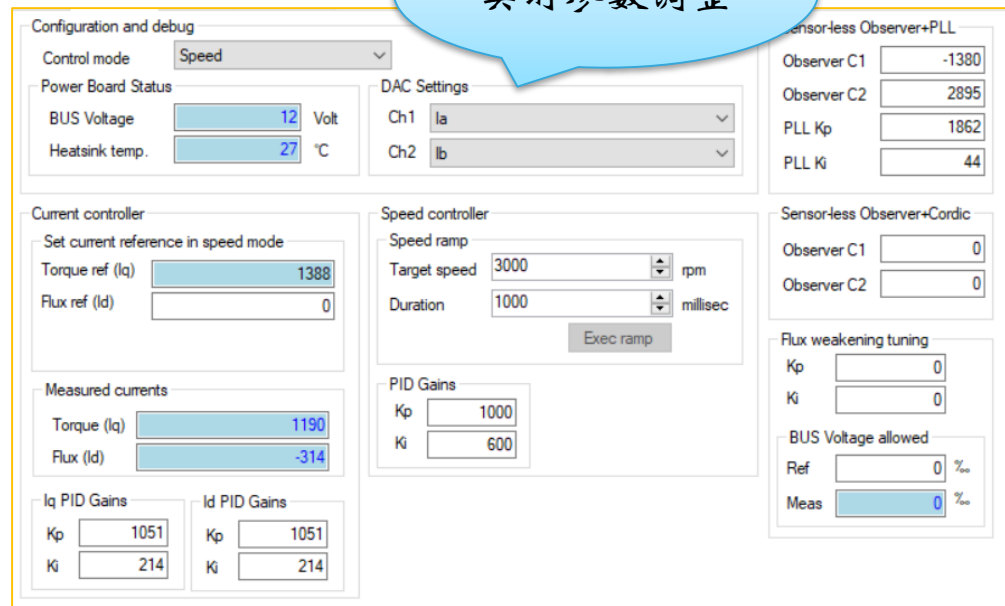 Configuration and debug
Control mode Speed
Power Board Status
BUS Voltage 12 Volt
Heatsink temp. 27 °C
DAC Settings
Ch1 Ia
Ch2 Ib
Sensor-less Observer+PLL
Observer C1 -1380
Observer C2 2895
PLL Kp 1862
PLL Ki 44
Current controller
Set current reference in speed mode
Torque ref (Iq) 1388
Flux ref (Id) 0
Measured currents
Torque (Iq) 1190
Flux (Id) -314
Iq PID Gains
Kp 1051
Ki 214
Id PID Gains
Kp 1051
Ki 214
Speed controller
Speed ramp
Target speed 3000 rpm
Duration 1000 millisec
Exec ramp
PID Gains
Kp 1000
Ki 600
Sensor-less Observer+Cordic
Observer C1 0
Observer C2 0
Flux weakening tuning
Kp 0
Ki 0
BUS Voltage allowed
Ref 0 ‰
Meas 0 ‰